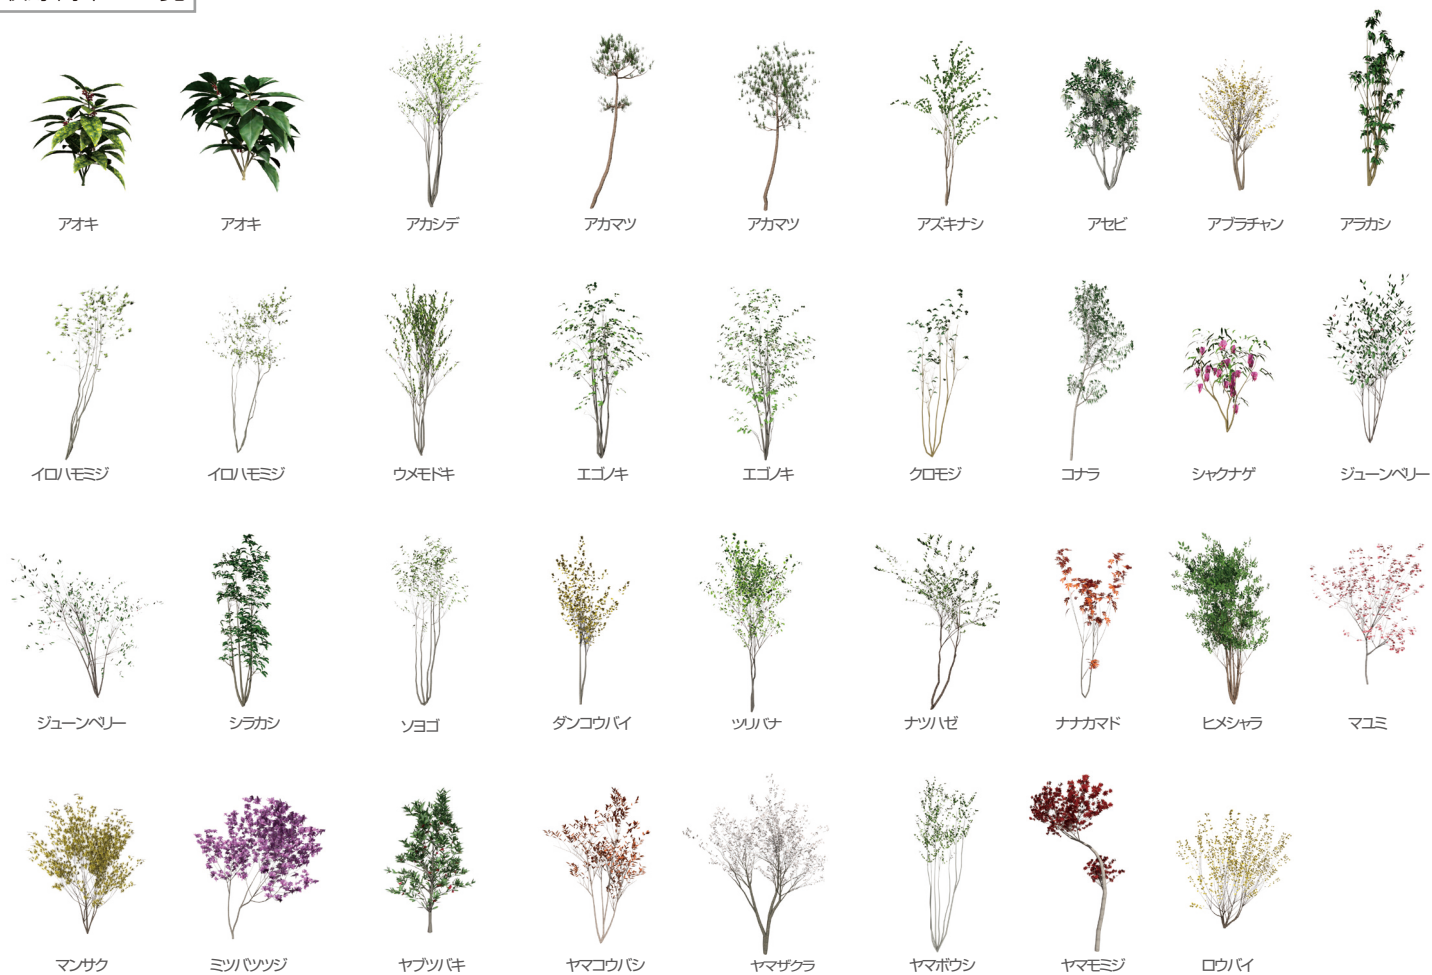 アオキ
アオキ
アカシデ
アカマツ
アカマツ
アズキナシ
アセビ
アブラチャン
アラカシ
イロハモミジ
イロハモミジ
ウメモドキ
エゴノキ
エゴノキ
クロモジ
コナラ
シャクナゲ
ジューンベリー
ジューンベリー
シラカシ
ソヨゴ
ダンコウバイ
ツリバナ
ナツハゼ
ナナカマド
ヒメシャラ
マユミ
マンサク
ミツバツツジ
ヤブツバキ
ヤマコウバシ
ヤマザクラ
ヤマボウシ
ヤマモミジ
ロウバイ